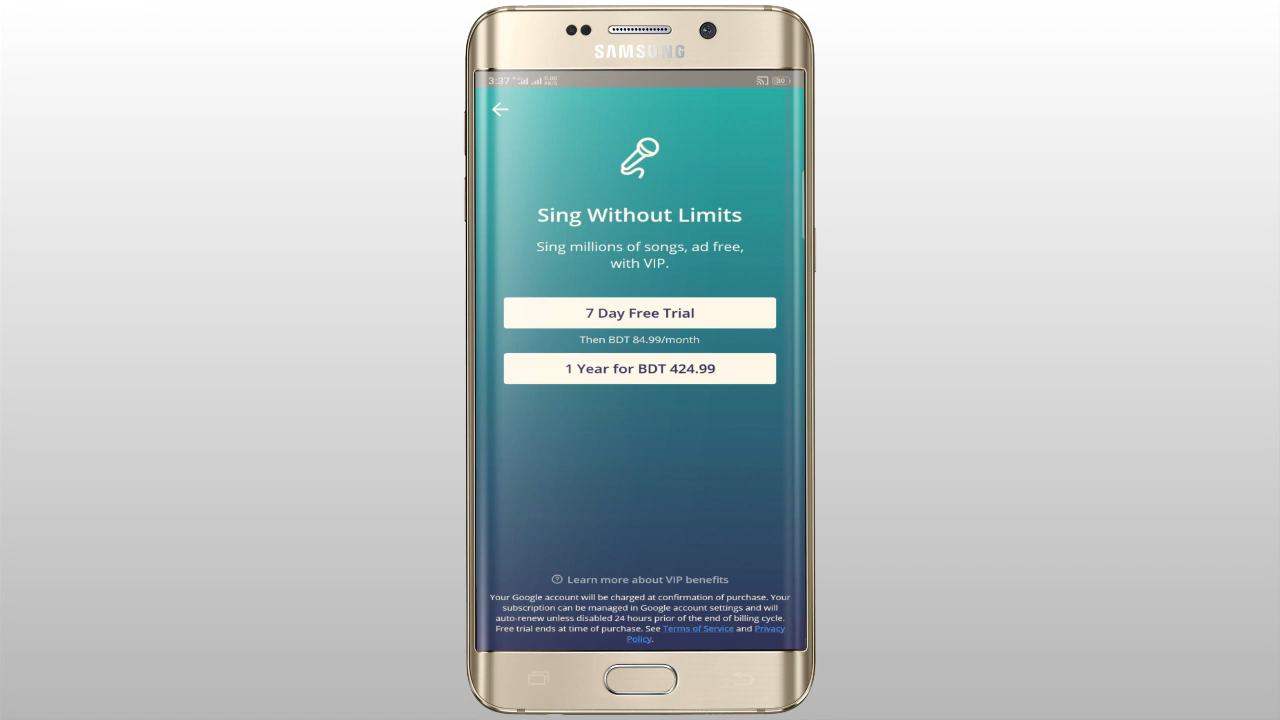 SAMSUNG
3:37
30
Sing Without Limits
Sing millions of songs, ad free,
with VIP.
7 Day Free Trial
Then BDT 84.99/month
1 Year for BDT 424.99
Learn more about VIP benefits
Your Google account will be charged at confirmation of purchase. Your
subscription can be managed in Google account settings and will
auto-renew unless disabled 24 hours prior of the end of billing cycle.
Free trial ends at time of purchase. See Terms of Service and Privacy
Policy.